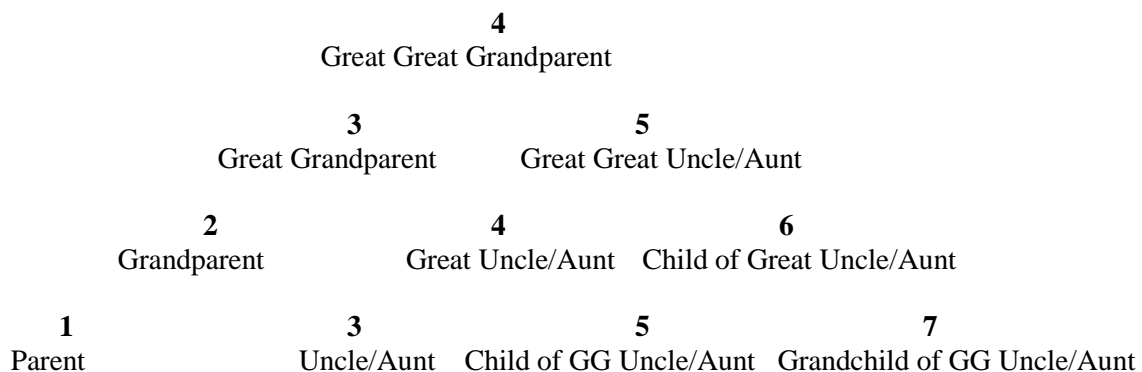 4
Great Great Grandparent
3 5
Great Grandparent Great Great Uncle/Aunt
2 4 6
Grandparent Great Uncle/Aunt Child of Great Uncle/Aunt
1 3 5 7
Parent Uncle/Aunt Child of GG Uncle/Aunt Grandchild of GG Uncle/Aunt